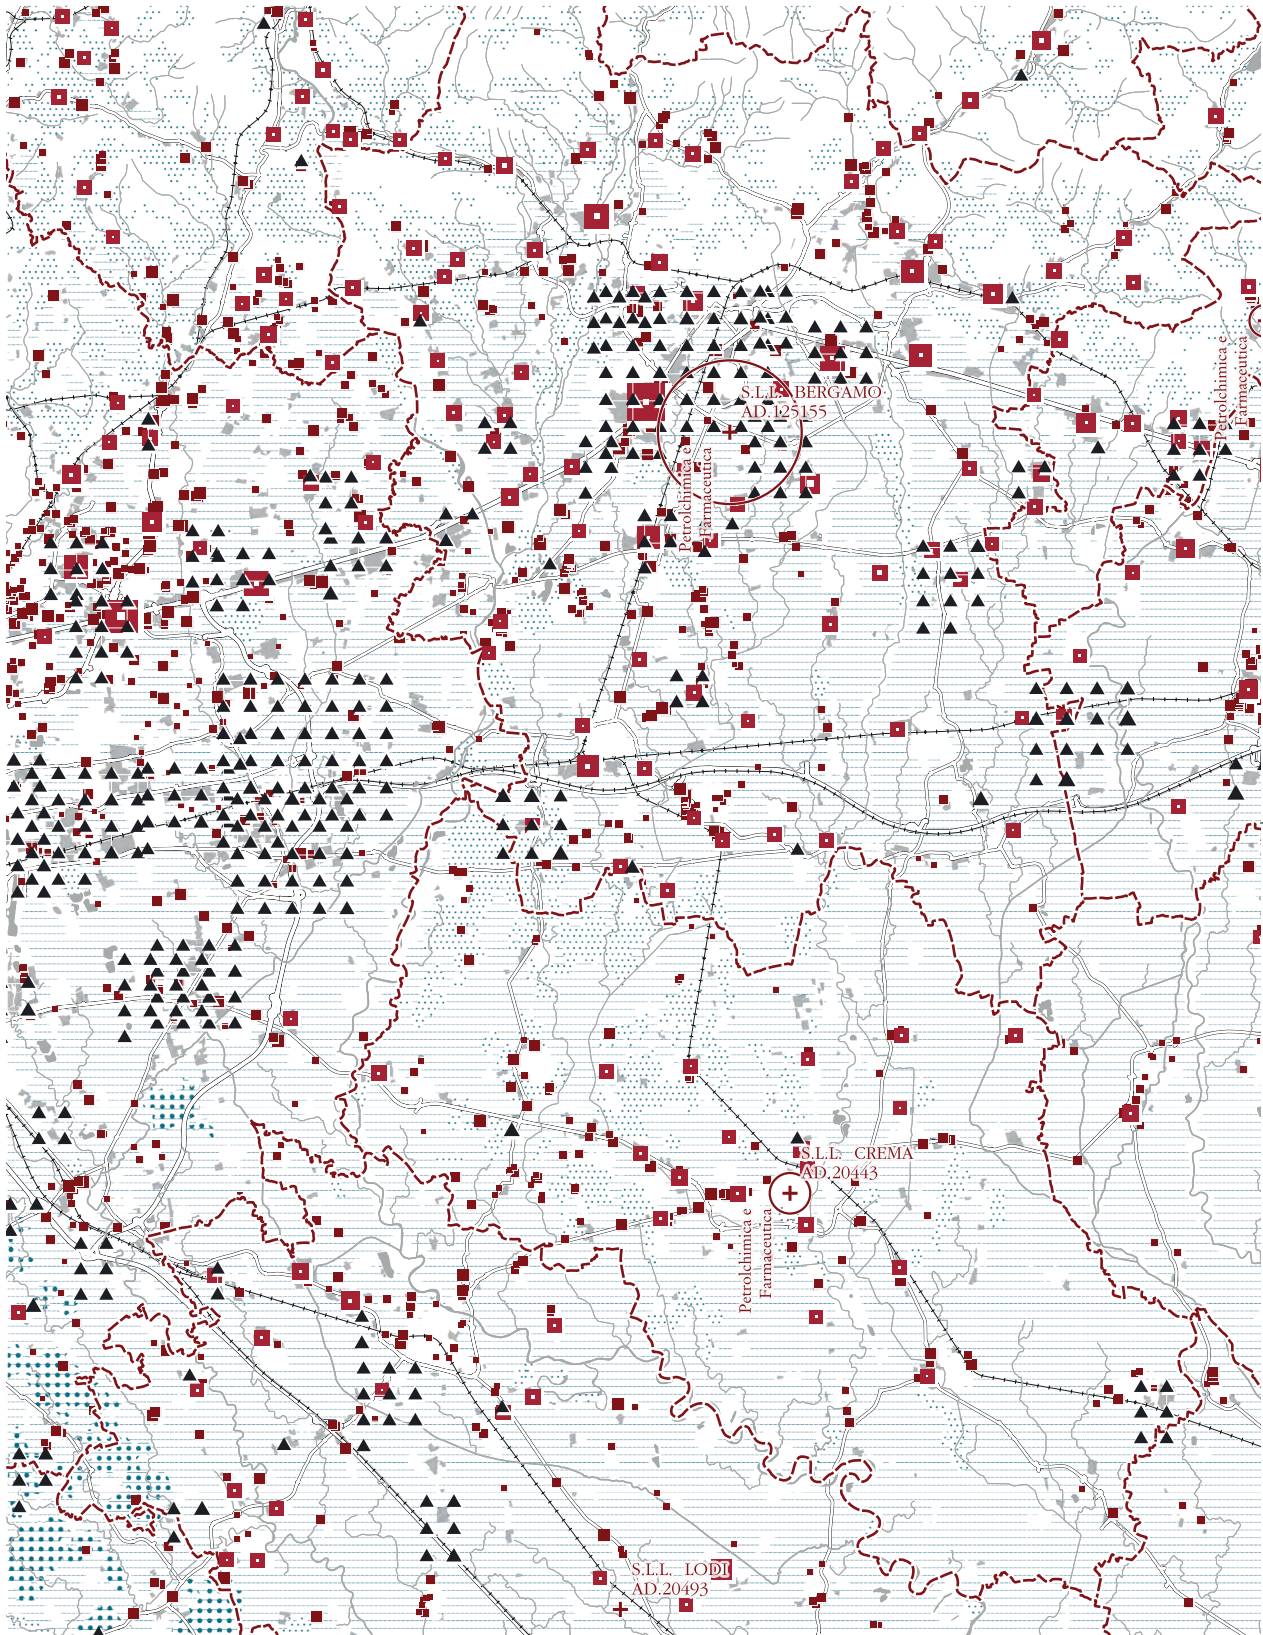 Petrolchimica e
Farmaceutica
S.L.L. BERGAMO
AD.125155
Petrolchimica e
Farmaceutica
S.L.L. CREMA
AD.20443
Petrolchimica e
Farmaceutica
S.L.L. LODI
AD.20493